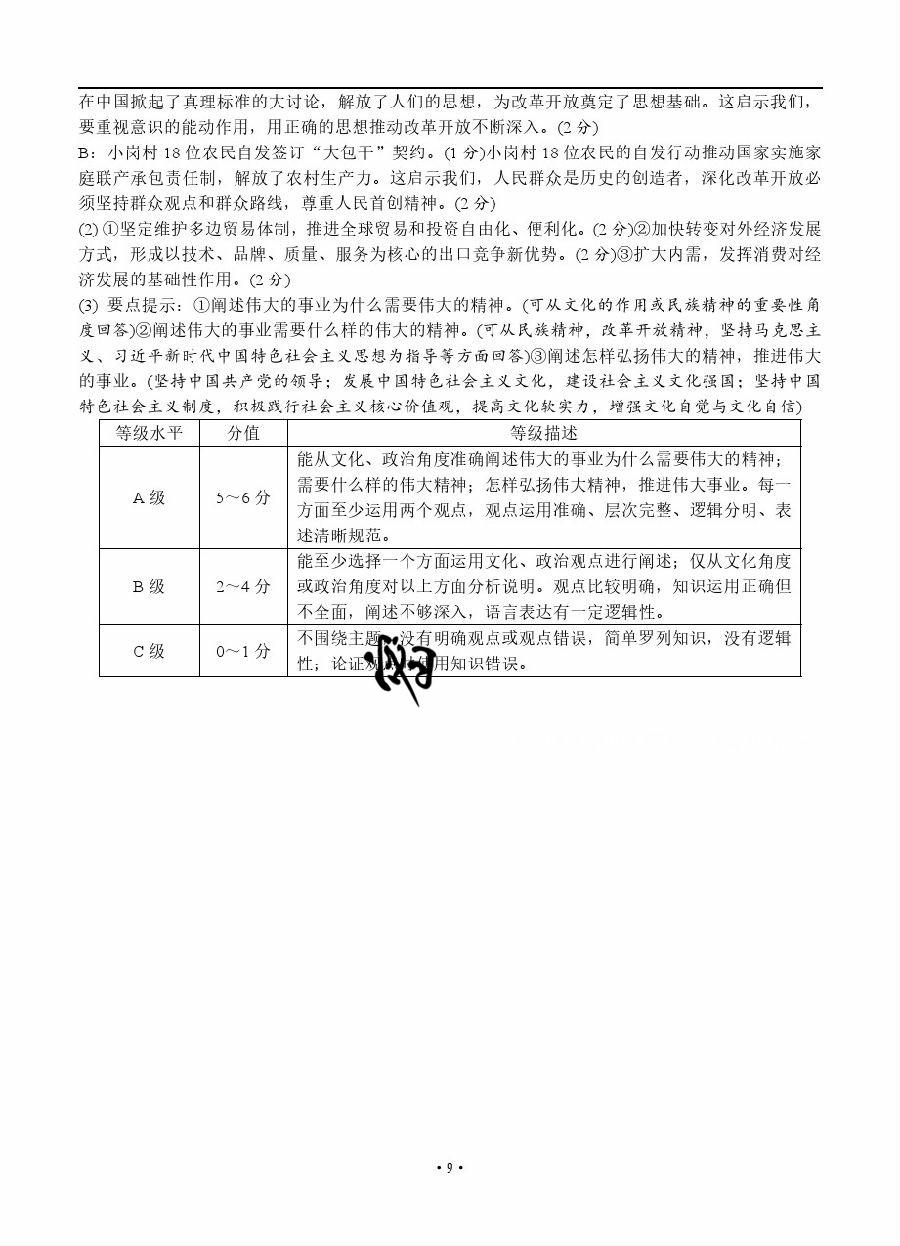 在中国掀起了真理标准的大讨论，解放了人们的思想，为改革开放奠定了思想基础。这启示我们，
要重视意识的能动作用，用正确的思想推动改革开放不断深入。(2 分)
B：小岗村 18 位农民自发签订“大包干”契约。(1 分)小岗村 18 位农民的自发行动推动国家实施家
庭联产承包责任制，解放了农村生产力。这启示我们，人民群众是历史的创造者，深化改革开放必
须坚持群众观点和群众路线，尊重人民首创精神。(2 分)
(2) ①坚定维护多边贸易体制，推进全球贸易和投资自由化、便利化。(2 分)②加快转变对外经济发展
方式，形成以技术、品牌、质量、服务为核心的出口竞争新优势。(2 分)③扩大内需，发挥消费对经
济发展的基础性作用。(2 分)
(3) 要点提示：①阐述伟大的事业为什么需要伟大的精神。(可从文化的作用或民族精神的重要性角
度回答)②阐述伟大的事业需要什么样的伟大的精神。(可从民族精神，改革开放精神，坚持马克思主
义、习近平新时代中国特色社会主义思想为指导等方面回答)③阐述怎样弘扬伟大的精神，推进伟大
的事业。(坚持中国共产党的领导；发展中国特色社会主义文化，建设社会主义文化强国；坚持中国
特色社会主义制度，积极践行社会主义核心价值观，提高文化软实力，增强文化自觉与文化自信)
等级水平 分值 等级描述
A 级 5～6 分 能从文化、政治角度准确阐述伟大的事业为什么需要伟大的精神；
需要什么样的伟大精神；怎样弘扬伟大精神，推进伟大事业。每一
方面至少运用两个观点，观点运用准确、层次完整、逻辑分明、表
述清晰规范。
B 级 2～4 分 能至少选择一个方面运用文化、政治观点进行阐述；仅从文化角度
或政治角度对以上方面分析说明。观点比较明确，知识运用正确但
不全面，阐述不够深入，语言表达有一定逻辑性。
C 级 0～1 分 不围绕主题，没有明确观点或观点错误，简单罗列知识，没有逻辑
性；论证观 用知识错误。
·9·